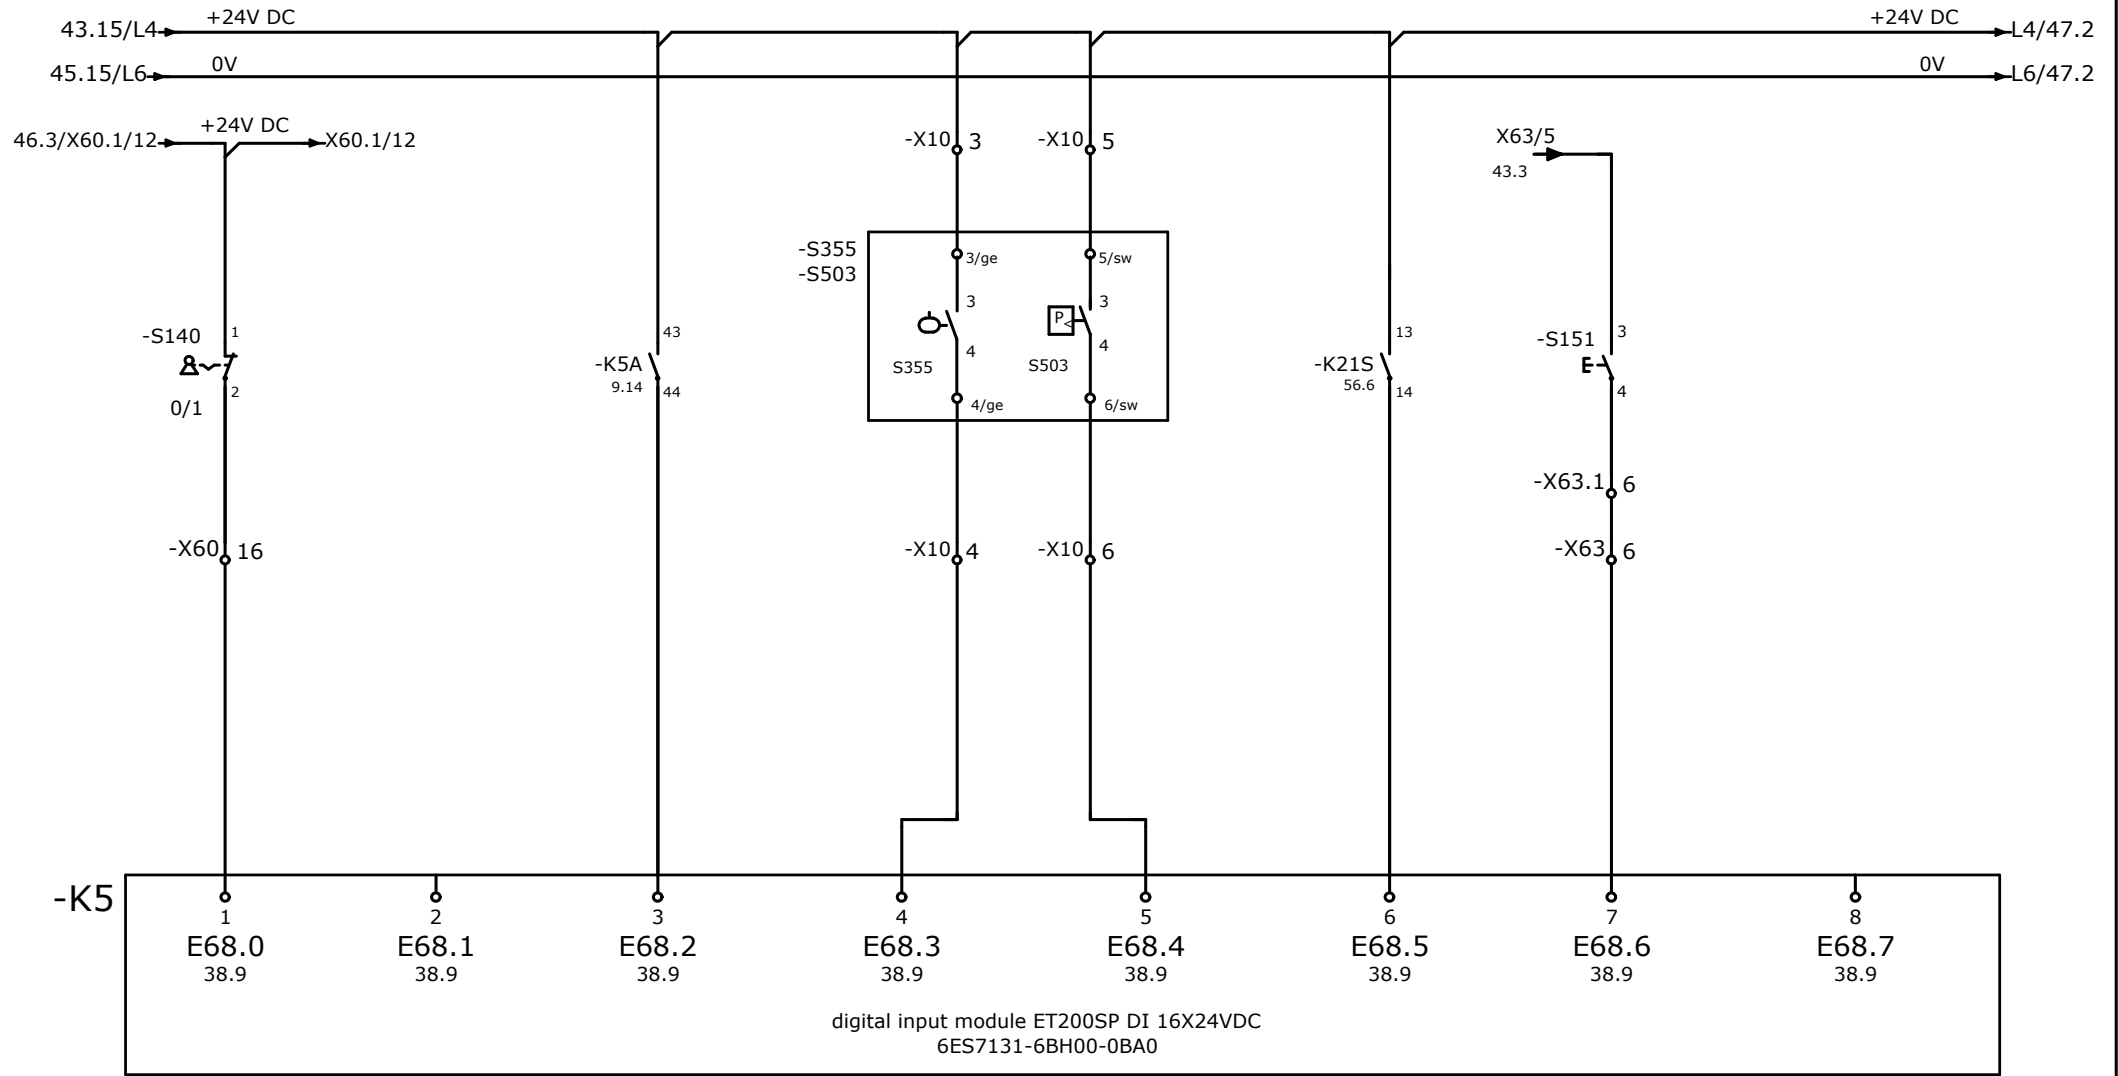 43.15/L4 +24V DC +24V DC L4/47.2
45.15/L6 0V 0V L6/47.2
46.3/X60.1/12 +24V DC X60.1/12
-X10 3 -X10 5 X63/5
43.3
-S355 3/ge 5/sw
-S503
3 3
-S140 1 43 P< 13 -S151 3
4 4
-K5A S355 S503 -K21S
9.14 56.6
2 44 14 4
0/1 4/ge 6/sw
-X63.1 6
-X60 16 -X10 4 -X10 6 -X63 6
-K5
1 2 3 4 5 6 7 8
E68.0 E68.1 E68.2 E68.3 E68.4 E68.5 E68.6 E68.7
38.9 38.9 38.9 38.9 38.9 38.9 38.9 38.9
digital input module ET200SP DI 16X24VDC
6ES7131-6BH00-0BA0